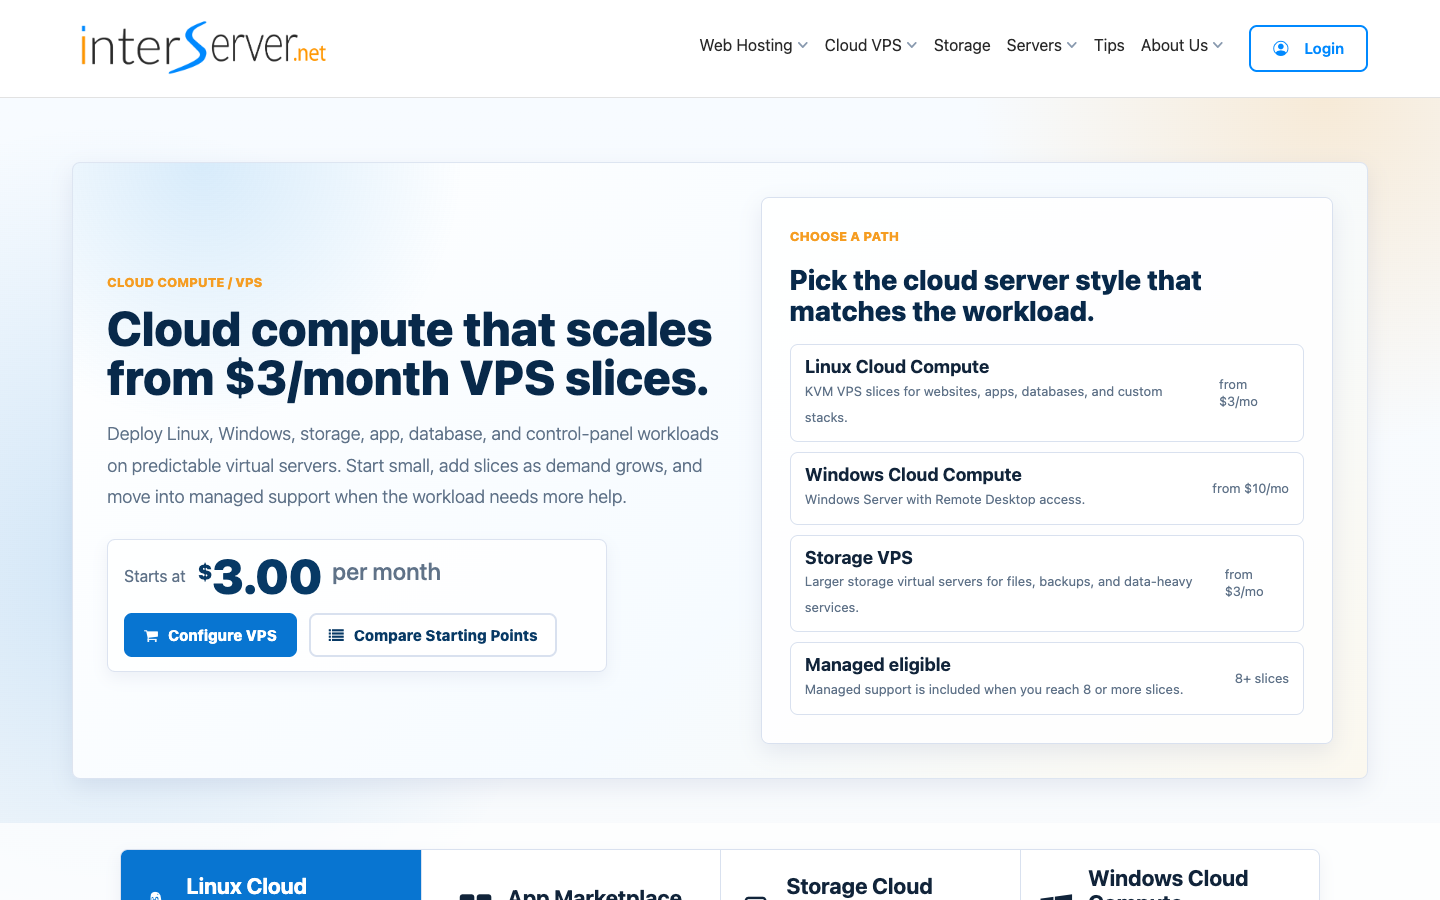 interServer.net
Web Hosting
Cloud VPS
Storage
Servers
Tips
About Us
Login
CLOUD COMPUTE / VPS
Cloud compute that scales
from $3/month VPS slices.
Deploy Linux, Windows, storage, app, database, and control-panel workloads
on predictable virtual servers. Start small, add slices as demand grows, and
move into managed support when the workload needs more help.
Starts at $3.00 per month
Configure VPS
Compare Starting Points
CHOOSE A PATH
Pick the cloud server style that
matches the workload.
Linux Cloud Compute
KVM VPS slices for websites, apps, databases, and custom
stacks.
from
$3/mo
Windows Cloud Compute
Windows Server with Remote Desktop access.
from $10/mo
Storage VPS
Larger storage virtual servers for files, backups, and data-heavy
services.
from
$3/mo
Managed eligible
Managed support is included when you reach 8 or more slices.
8+ slices
Linux Cloud
App Marketplace
Storage Cloud
Windows Cloud
Compute